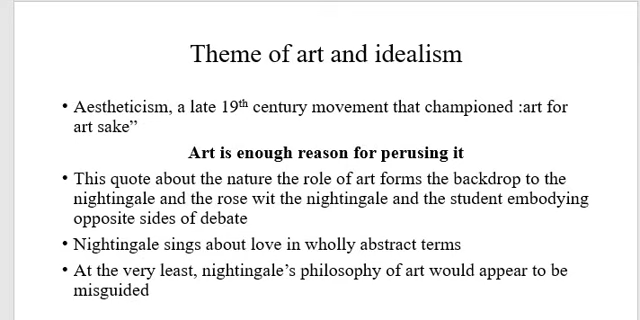 Theme of art and idealism
• Aestheticism, a late 19th century movement that championed :art for
art sake”
Art is enough reason for perusing it
• This quote about the nature the role of art forms the backdrop to the
nightingale and the rose wit the nightingale and the student embodying
opposite sides of debate
• Nightingale sings about love in wholly abstract terms
• At the very least, nightingale’s philosophy of art would appear to be
misguided